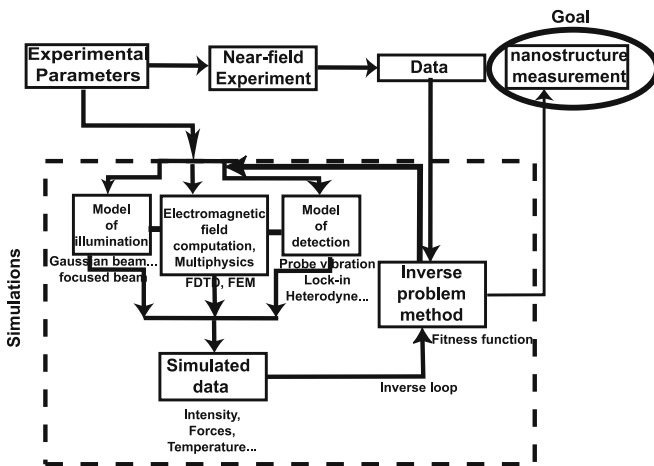 Goal
Experimental
Parameters
Near-field
Experiment
Data
nanostructure
measurement
Simulations
Model
of
illumination
Gaussian beam...
focused beam
Electromagnetic
field
computation,
Multiphysics
FDTD, FEM
Model
of
detection
Probe vibration
Lock-in
Heterodyne...
Inverse
problem
method
Fitness function
Simulated
data
Inverse loop
Intensity,
Forces,
Temperature...